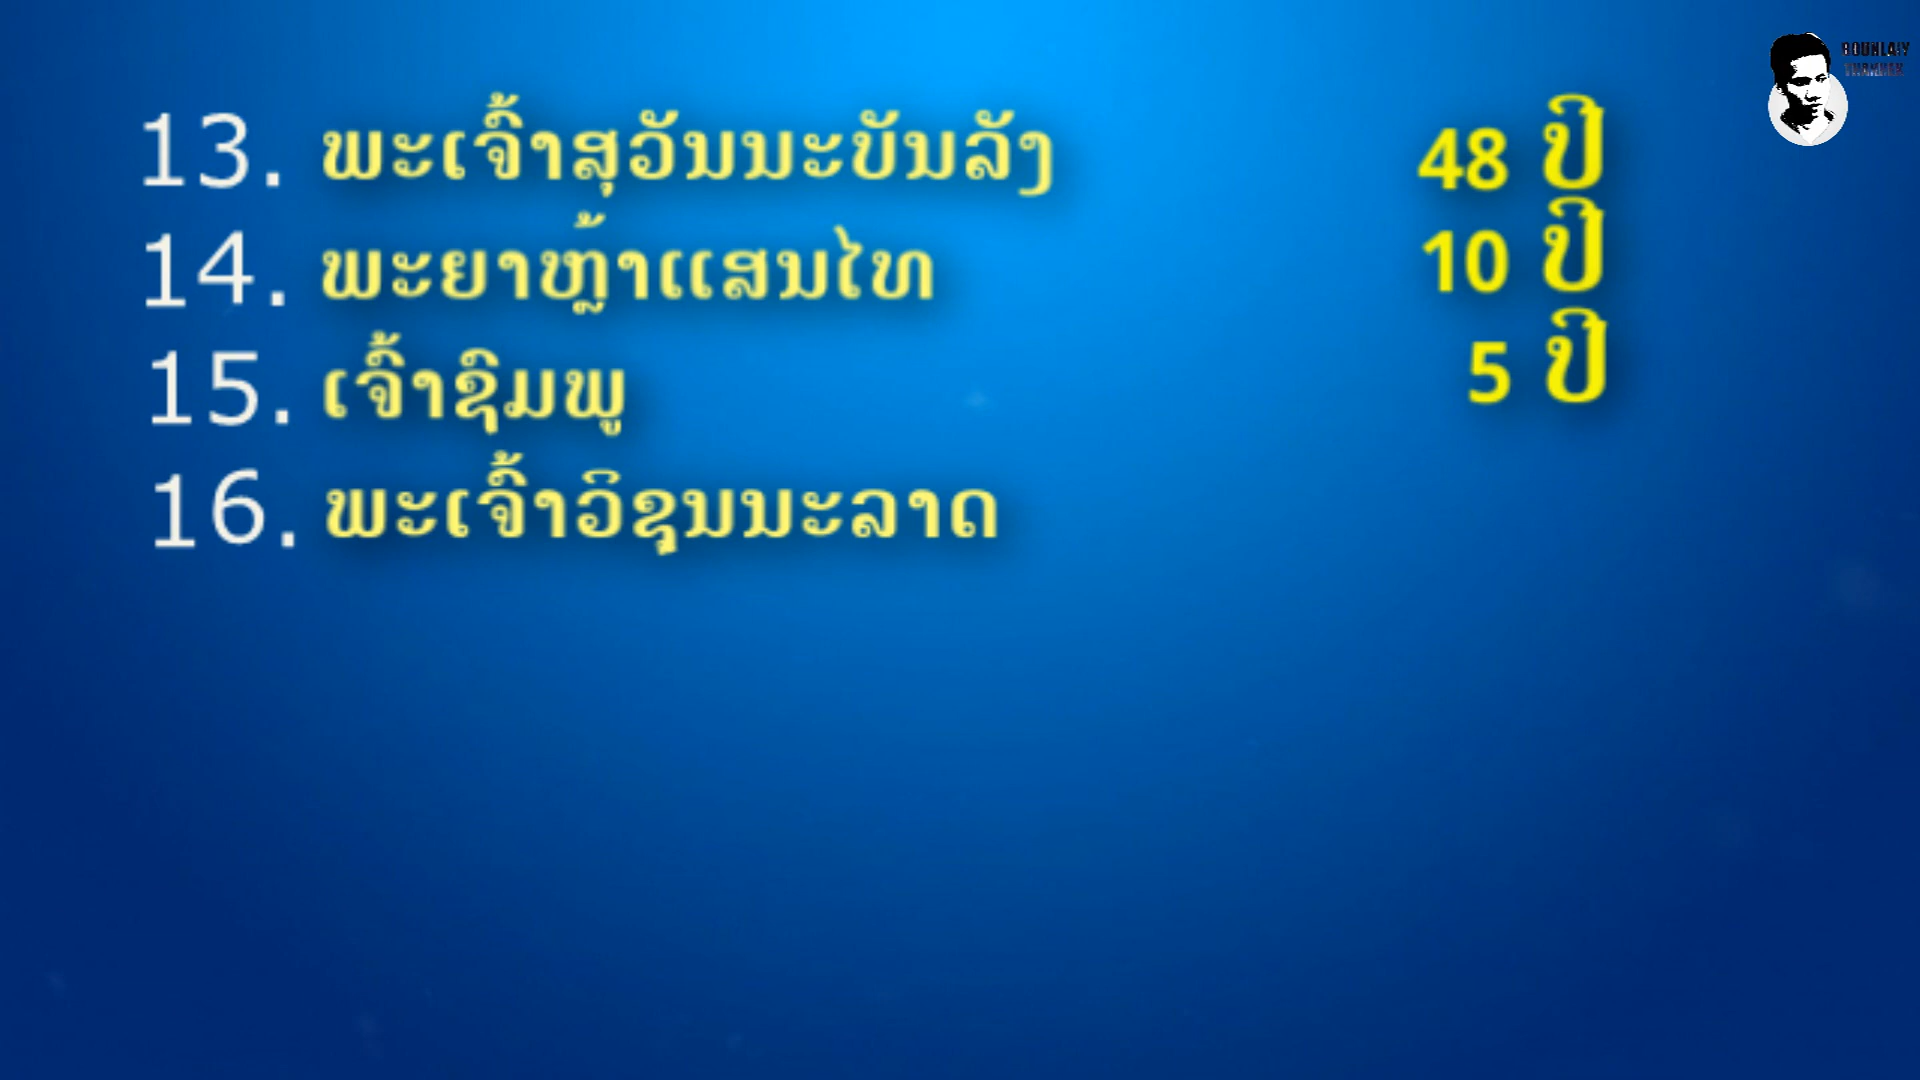 13. ພະເຈົ້າສຸວັນນະບັນລັງ 48 ປີ
14. ພະຍາຫຼ້າແສນໄທ 10 ປີ
15. ເຈົ້າຊົມພູ 5 ປີ
16. ພະເຈົ້າວິຊຸນນະລາດ